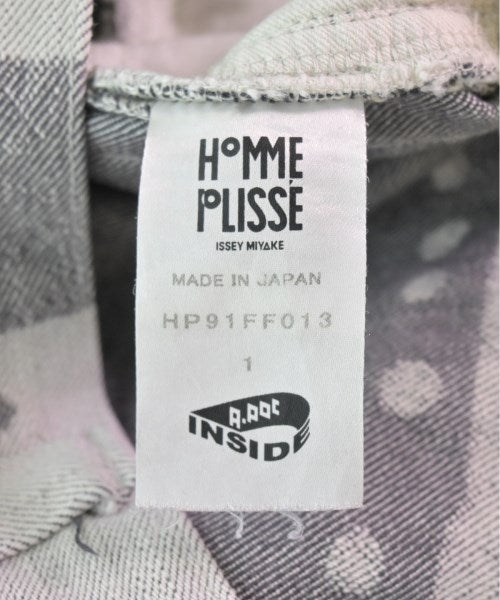 HOMME
PLISSÉ
ISSEY MIYAKE
MADE IN JAPAN
HP91FF013
1
A-POC
INSIDE